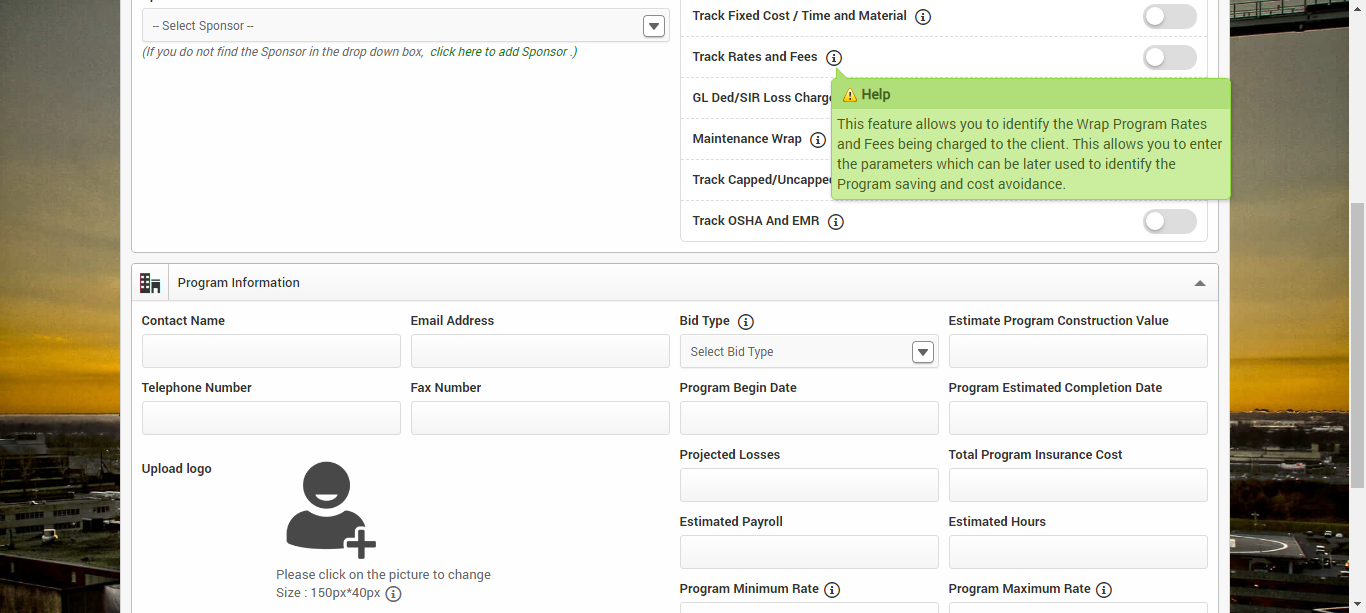 -- Select Sponsor --
(If you do not find the Sponsor in the drop down box, click here to add Sponsor .)
Track Fixed Cost / Time and Material
Track Rates and Fees
GL Ded/SIR Loss
Maintenance Wrap
Track
Track OSHA And EMR
Help
This feature allows you to identify the Wrap Program Rates
and Fees being charged to the client. This allows you to enter
the parameters which can be later used to identify the
Program saving and cost avoidance.
Program Information
Contact Name
Email Address
Bid Type
Estimate Program Construction Value
Select Bid Type
Telephone Number
Fax Number
Program Begin Date
Program Estimated Completion Date
Upload logo
Projected Losses
Total Program Insurance Cost
Estimated Payroll
Estimated Hours
Please click on the picture to change
Size : 150px*40px
Program Minimum Rate
Program Maximum Rate